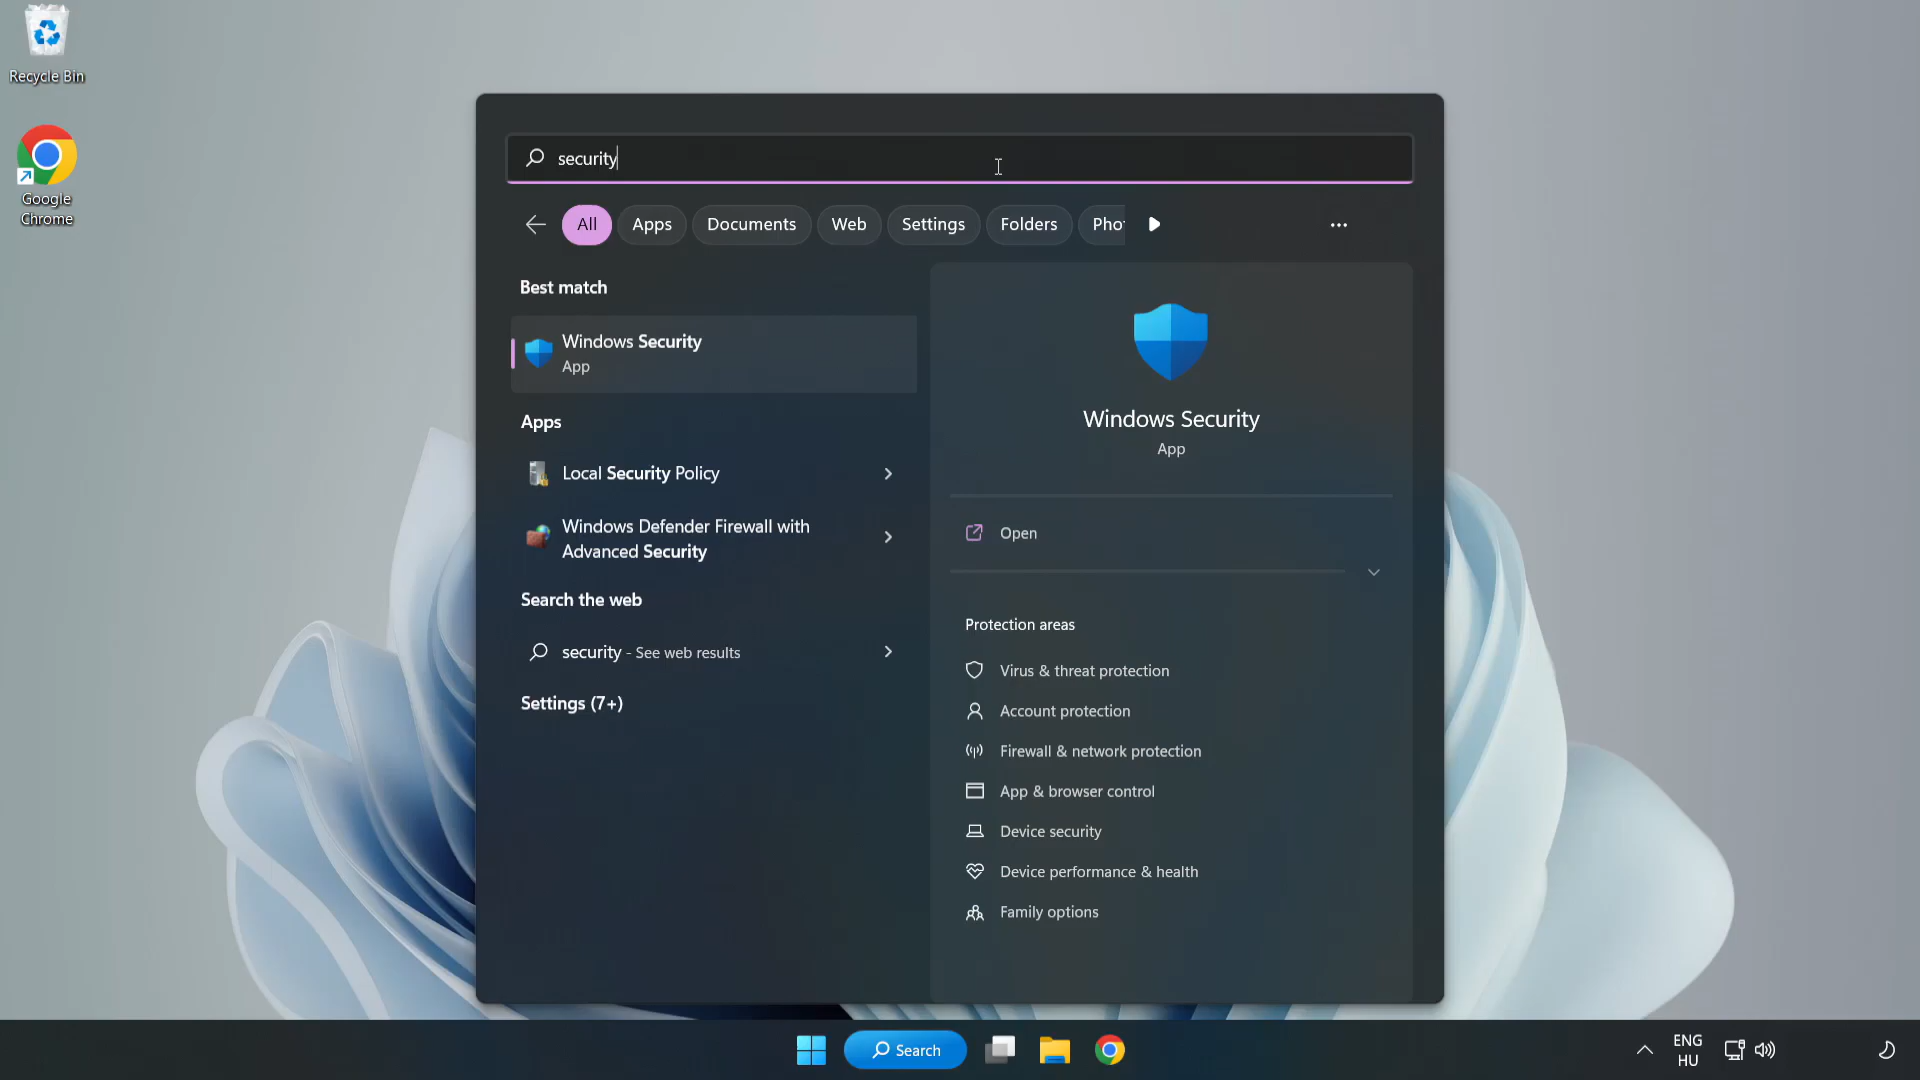 Recycle Bin
Google
Chrome
security
All
Apps
Documents
Web
Settings
Folders
Best match
Windows Security
App
Apps
Local Security Policy
Windows Defender Firewall with
Advanced Security
Search the web
security - See web results
Settings (7+)
Windows Security
App
Open
Protection areas
Virus & threat protection
Account protection
Firewall & network protection
App & browser control
Device security
Device performance & health
Family options
Search
ENG
HU